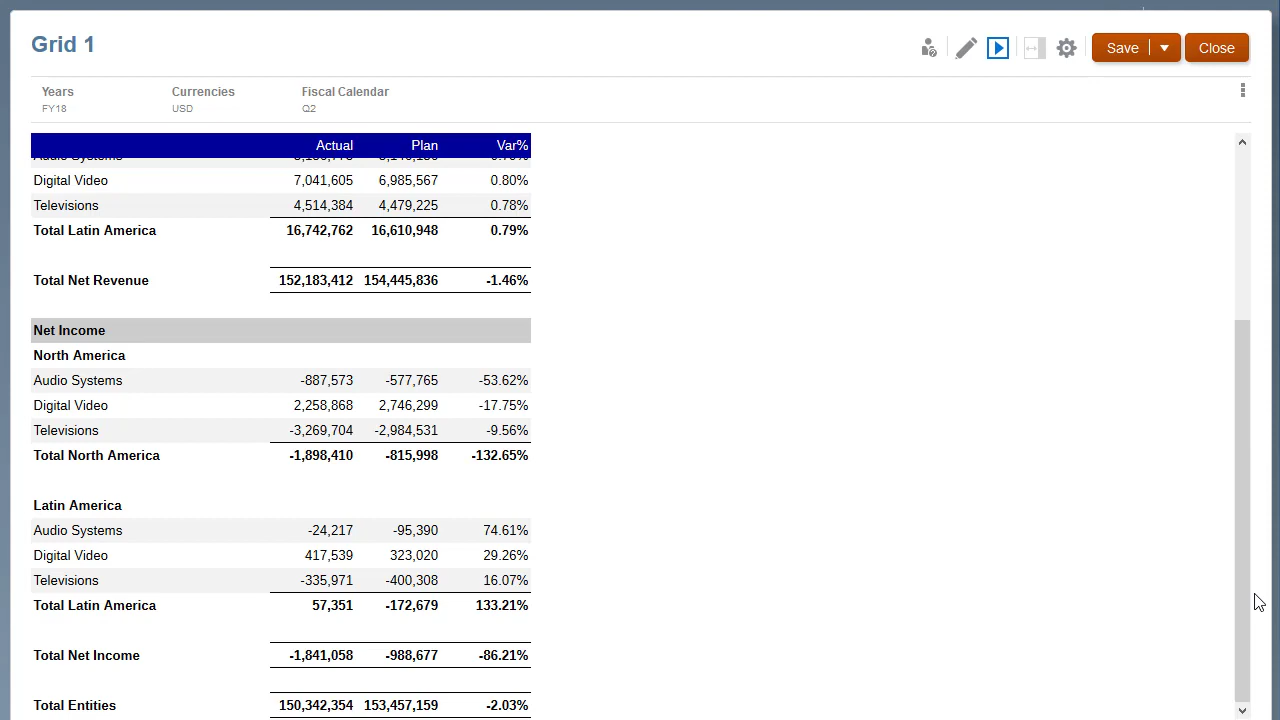 Grid 1
Save
Close
Years Currencies Fiscal Calendar
FY18 USD Q2
Actual Plan Var%
Audio Systems
Digital Video 7,041,605 6,985,567 0.80%
Televisions 4,514,384 4,479,225 0.78%
Total Latin America 16,742,762 16,610,948 0.79%
Total Net Revenue 152,183,412 154,445,836 -1.46%
Net Income
North America
Audio Systems -887,573 -577,765 -53.62%
Digital Video 2,258,868 2,746,299 -17.75%
Televisions -3,269,704 -2,984,531 -9.56%
Total North America -1,898,410 -815,998 -132.65%
Latin America
Audio Systems -24,217 -95,390 74.61%
Digital Video 417,539 323,020 29.26%
Televisions -335,971 -400,308 16.07%
Total Latin America 57,351 -172,679 133.21%
Total Net Income -1,841,058 -988,677 -86.21%
Total Entities 150,342,354 153,457,159 -2.03%